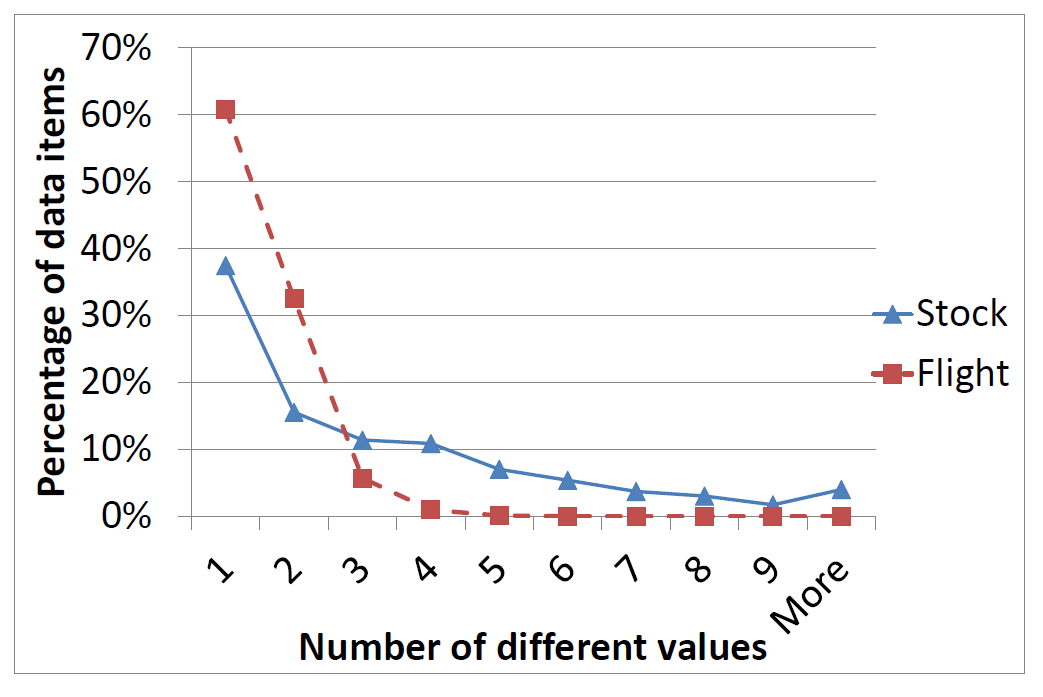 70%
60%
50%
40%
30%
20%
10%
0%
Percentage of data items
1 2 3 4 5 6 7 8 9 More
Number of different values
Stock
Flight